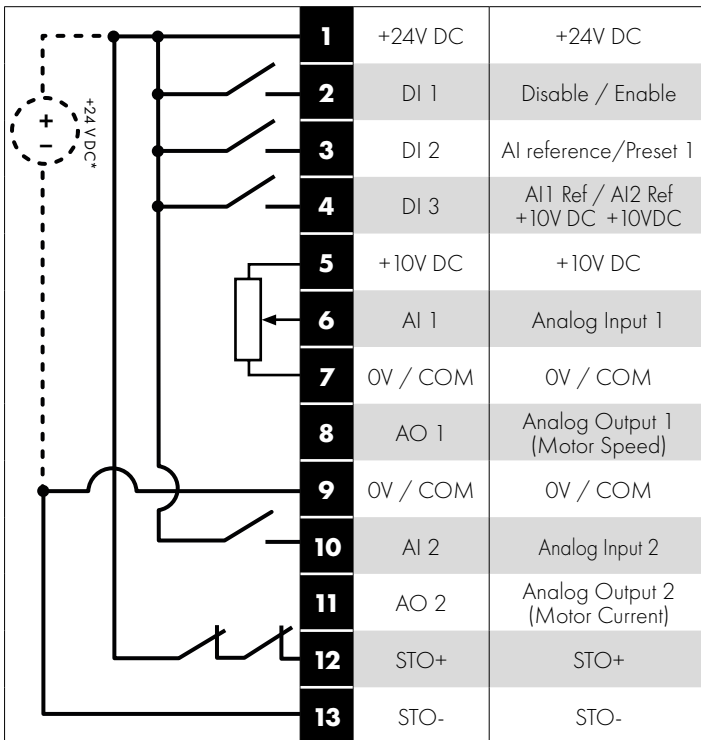 +24V DC*
+
−
1 +24V DC +24V DC
2 DI 1 Disable / Enable
3 DI 2 AI reference/Preset 1
4 DI 3 AI1 Ref / AI2 Ref
+10V DC +10VDC
5 +10V DC +10V DC
6 AI 1 Analog Input 1
7 0V / COM 0V / COM
8 AO 1 Analog Output 1
(Motor Speed)
9 0V / COM 0V / COM
10 AI 2 Analog Input 2
11 AO 2 Analog Output 2
(Motor Current)
12 STO+ STO+
13 STO- STO-